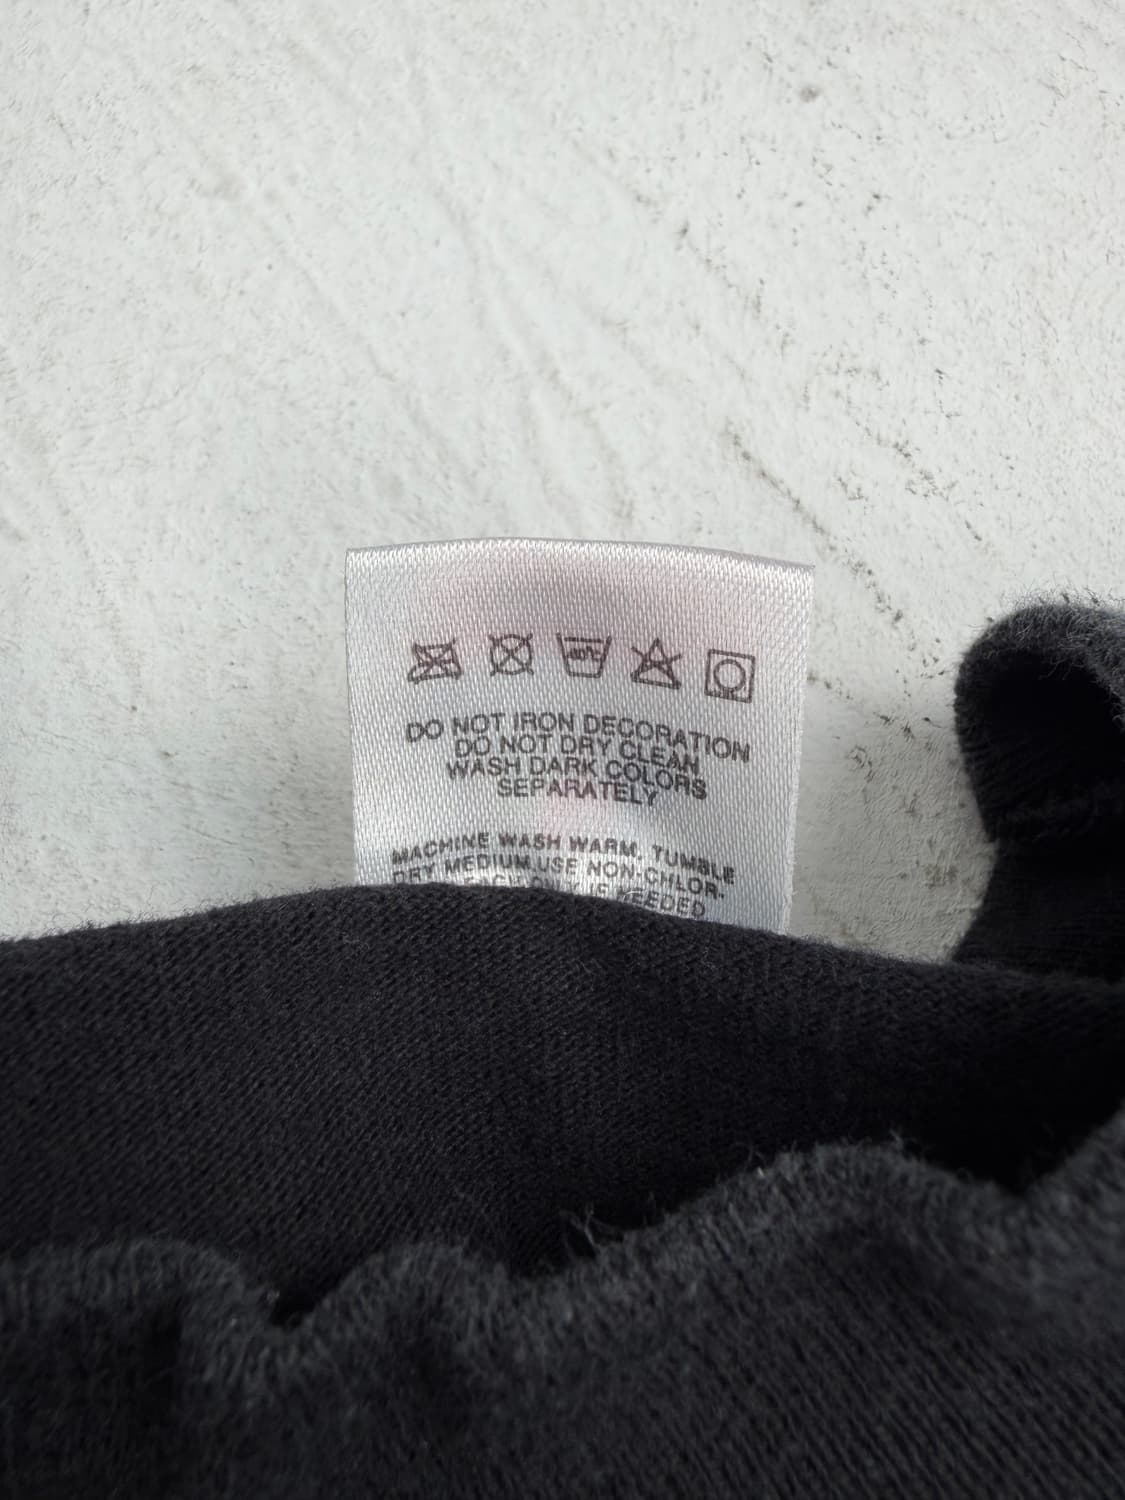 DO NOT IRON DECORATION
DO NOT DRY CLEAN
WASH DARK COLORS
SEPARATELY
MACHINE WASH WARM, TUMBLE
DRY MEDIUM USE NON-CHLOR-
NEEDED